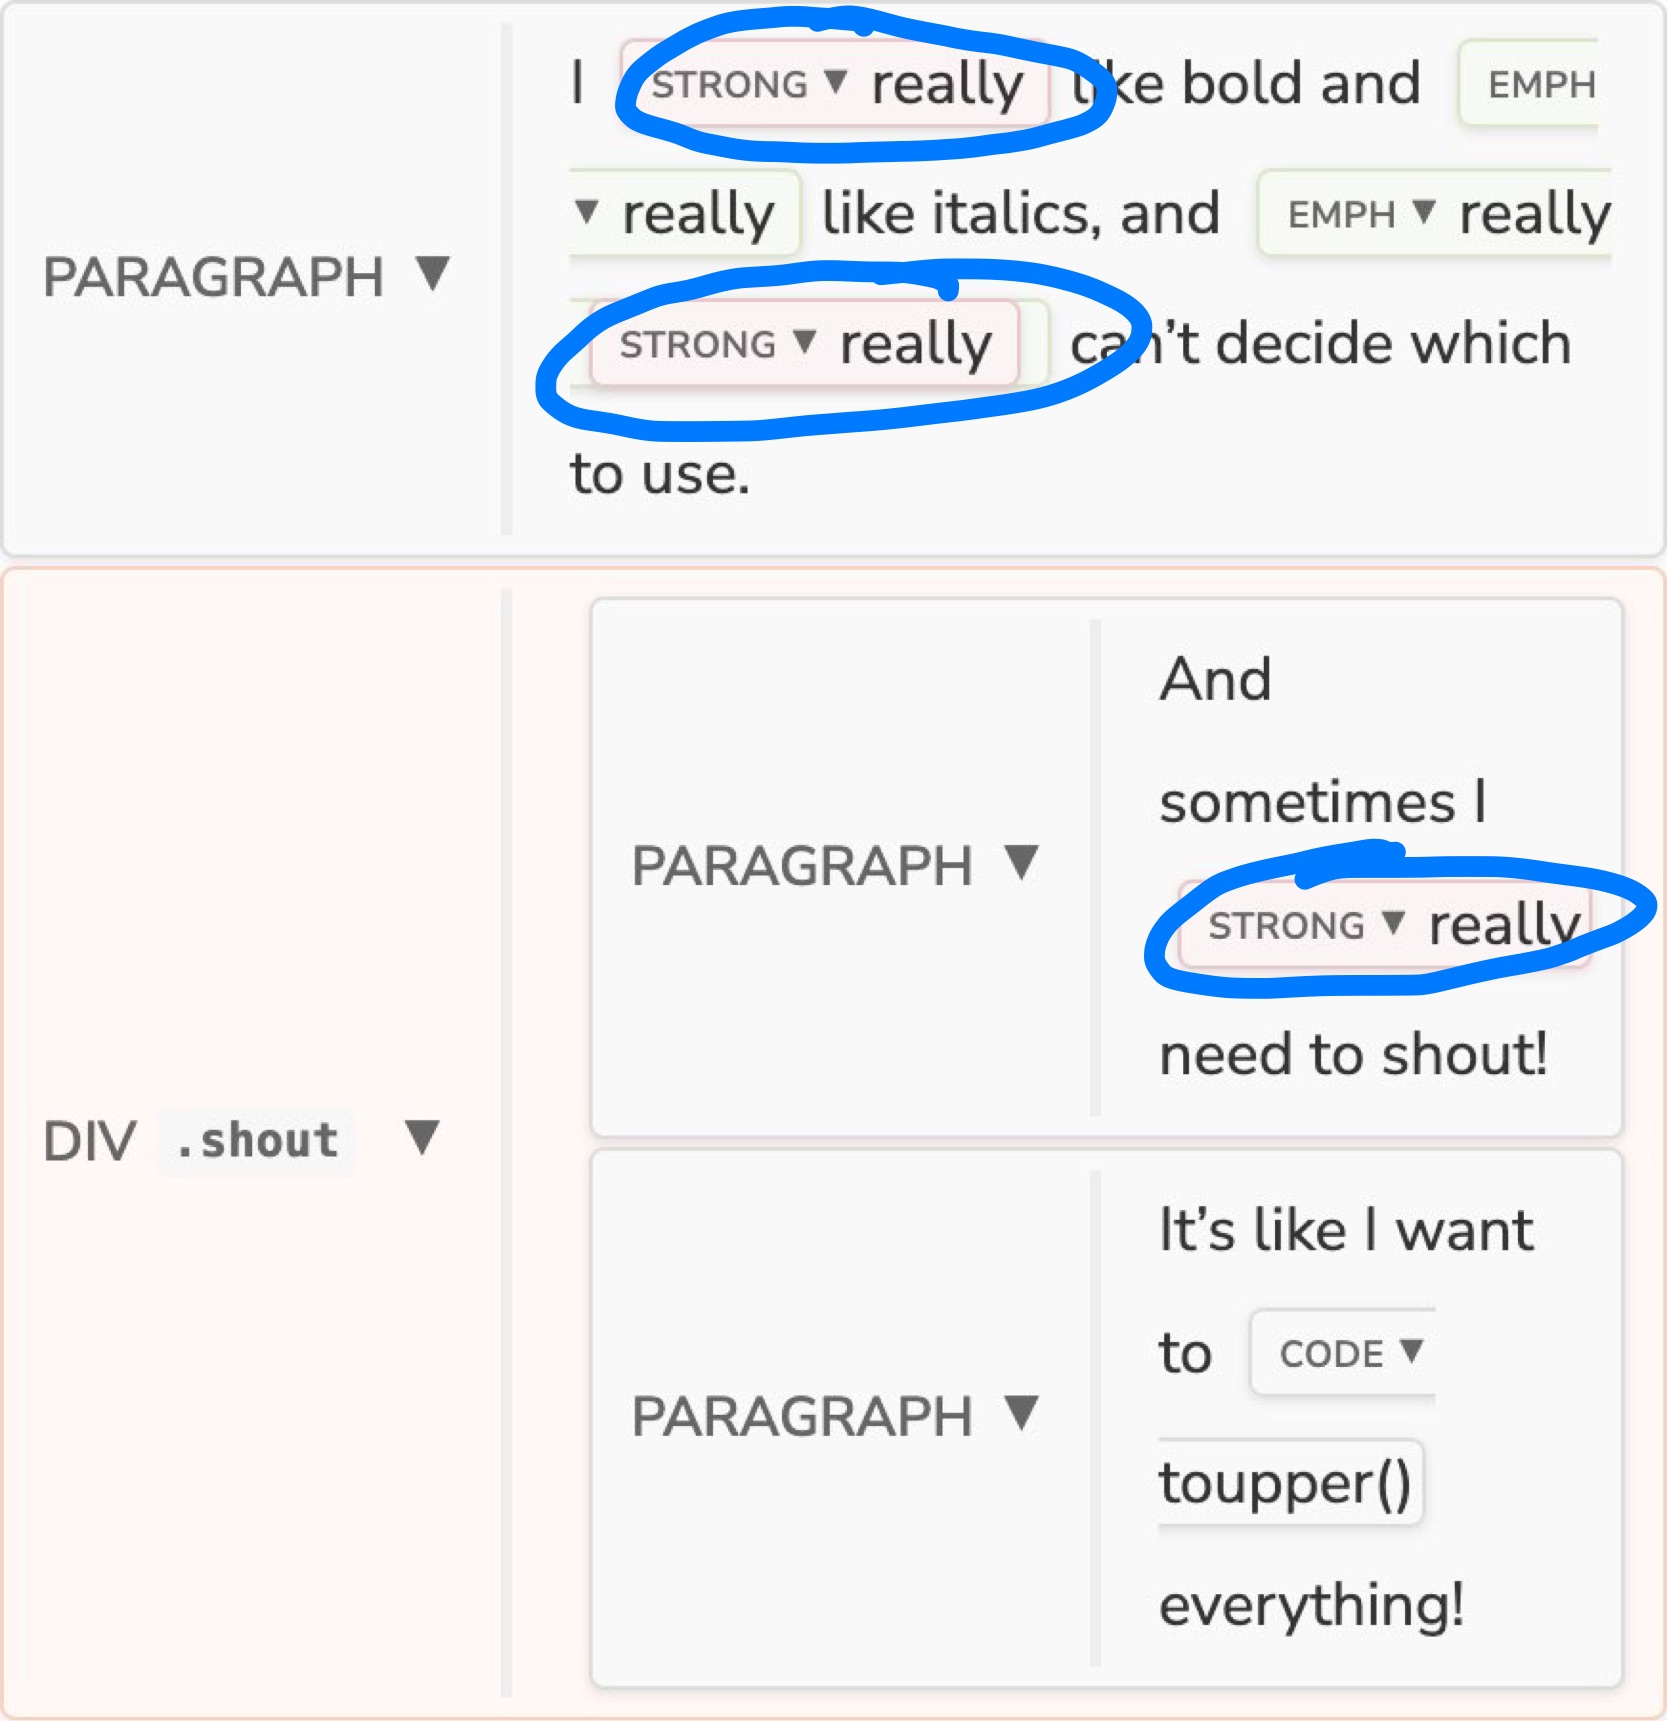 I STRONG ▼ really like bold and EMPH
▼ really like italics, and EMPH ▼ really
PARAGRAPH ▼
STRONG ▼ really can’t decide which
to use.
And
sometimes I
PARAGRAPH ▼
STRONG ▼ really
need to shout!
DIV .shout ▼
It’s like I want
to CODE ▼
PARAGRAPH ▼
toupper()
everything!